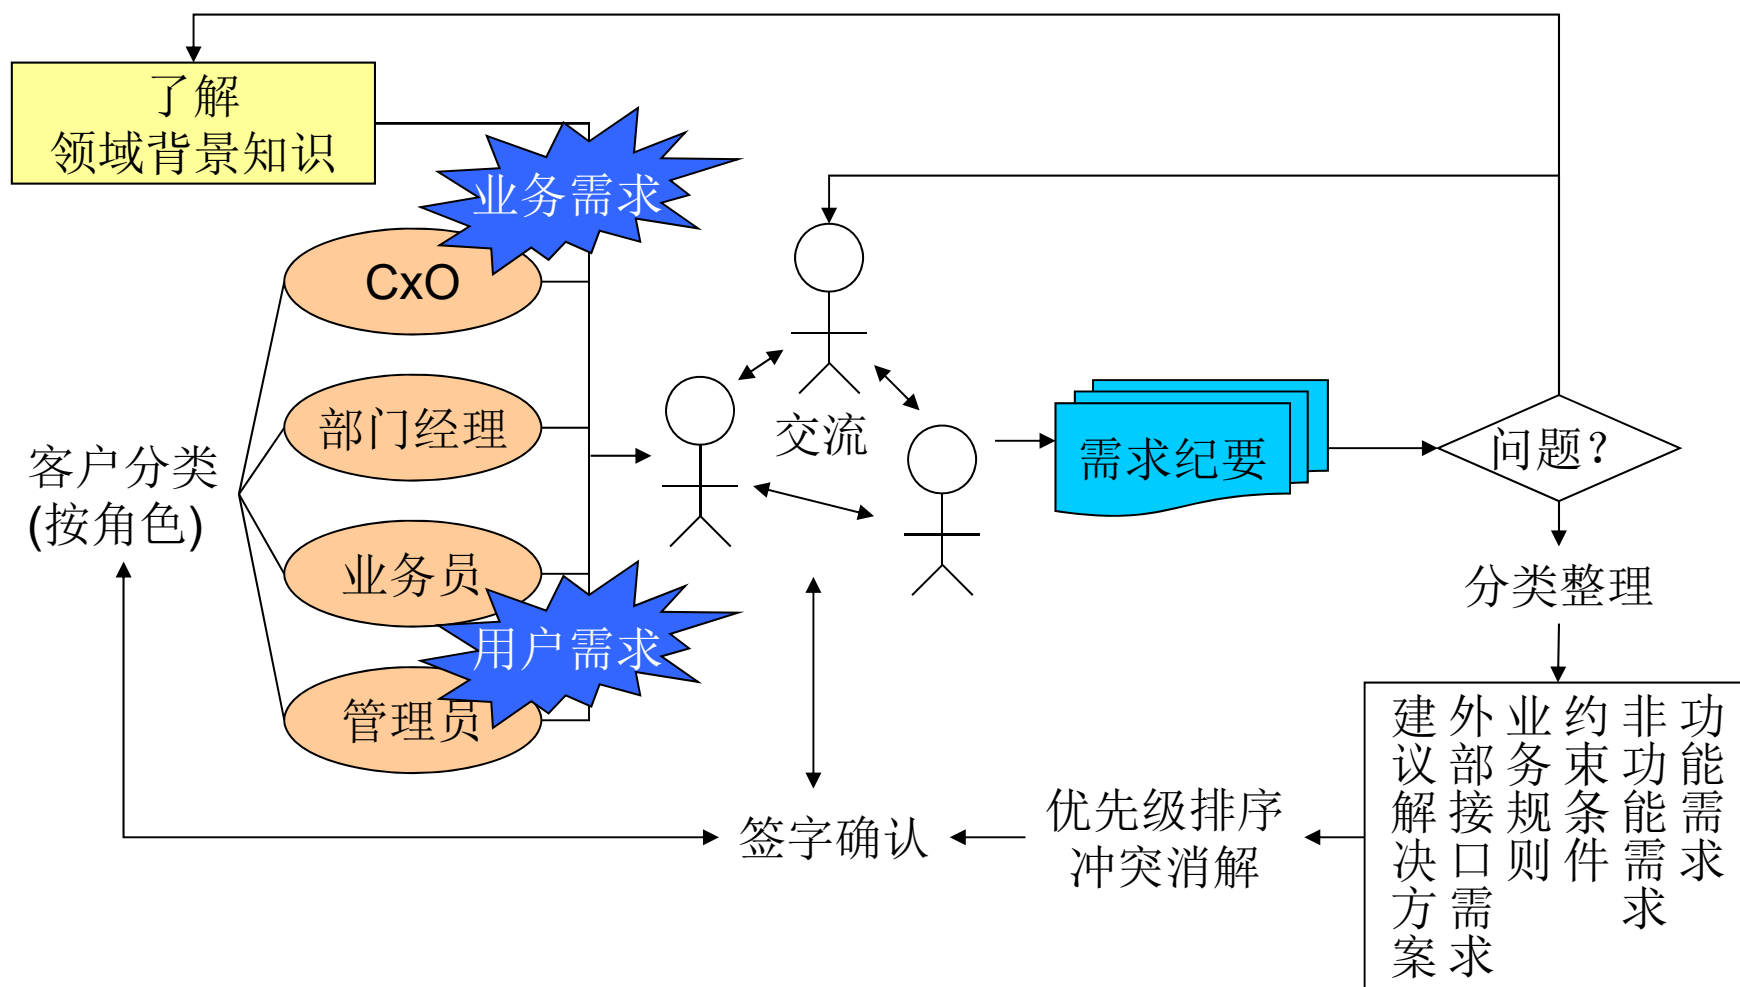 了解
领域背景知识
业务需求
CxO
部门经理
业务员
用户需求
管理员
客户分类
(按角色)
交流
需求纪要
问题?
分类整理
功能需求
非功能需求
约束条件
业务规则
外部接口需求
建议解决方案
优先级排序
冲突消解
签字确认